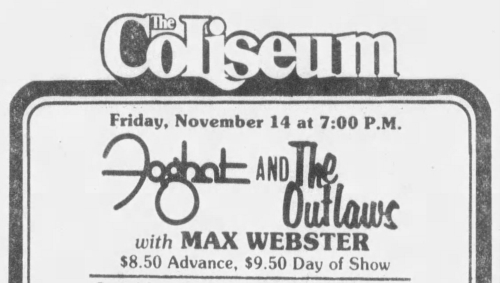 The Coliseum
Friday, November 14 at 7:00 P.M.
Foghat AND The Outlaws
with MAX WEBSTER
$8.50 Advance, $9.50 Day of Show